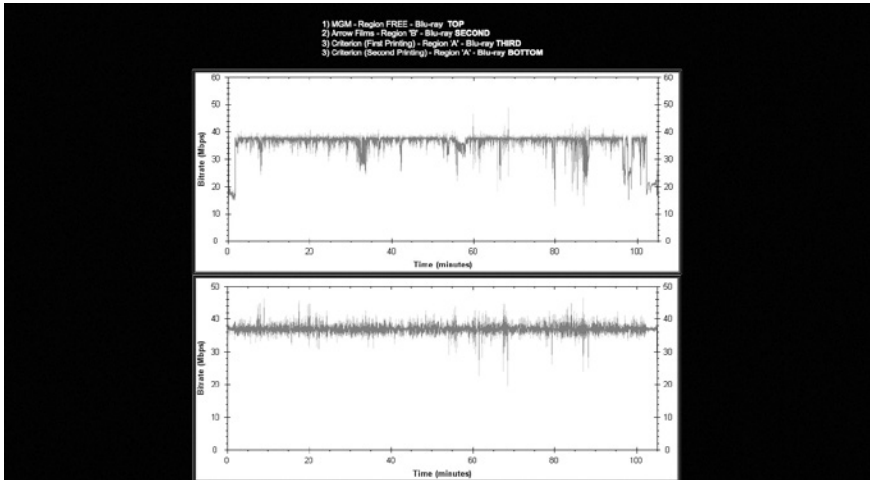 1) MGM - Region FREE - Blu-ray TOP
2) Arrow Films - Region 'B' - Blu-ray SECOND
3) Criterion (First Printing) - Region 'A' - Blu-ray THIRD
3) Criterion (Second Printing) - Region 'A' - Blu-ray BOTTOM
60 60
50 50
40 40
30 30
20 20
10 10
0 0
Bitrate (Mbps)
0 20 40 60 80 100
Time (minutes)
50 50
40 40
30 30
20 20
10 10
0 0
Bitrate (Mbps)
0 20 40 60 80 100
Time (minutes)